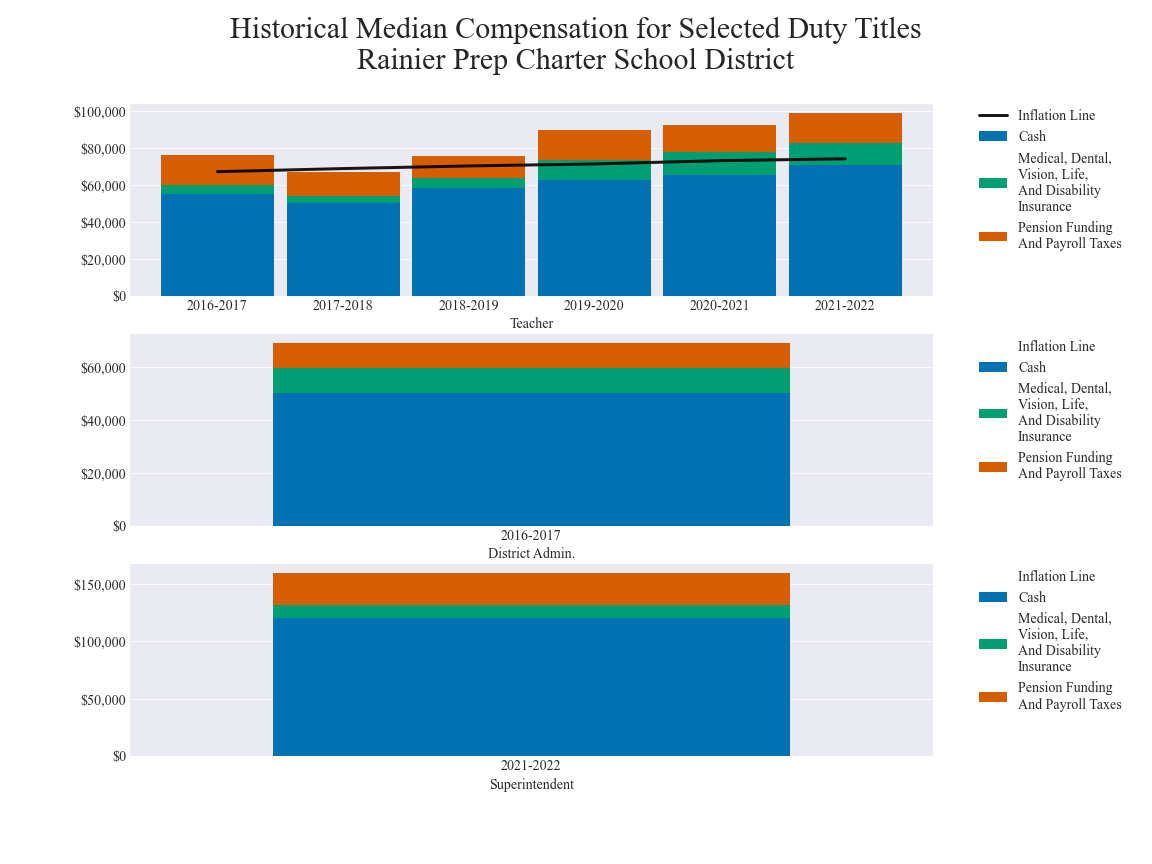 Historical Median Compensation for Selected Duty Titles
Rainier Prep Charter School District
$100,000
$80,000
$60,000
$40,000
$20,000
$0
2016-2017
2017-2018
2018-2019
2019-2020
2020-2021
2021-2022
Teacher
Inflation Line
Cash
Medical, Dental,
Vision, Life,
And Disability
Insurance
Pension Funding
And Payroll Taxes
$60,000
$40,000
$20,000
$0
2016-2017
District Admin.
Inflation Line
Cash
Medical, Dental,
Vision, Life,
And Disability
Insurance
Pension Funding
And Payroll Taxes
$150,000
$100,000
$50,000
$0
2021-2022
Superintendent
Inflation Line
Cash
Medical, Dental,
Vision, Life,
And Disability
Insurance
Pension Funding
And Payroll Taxes